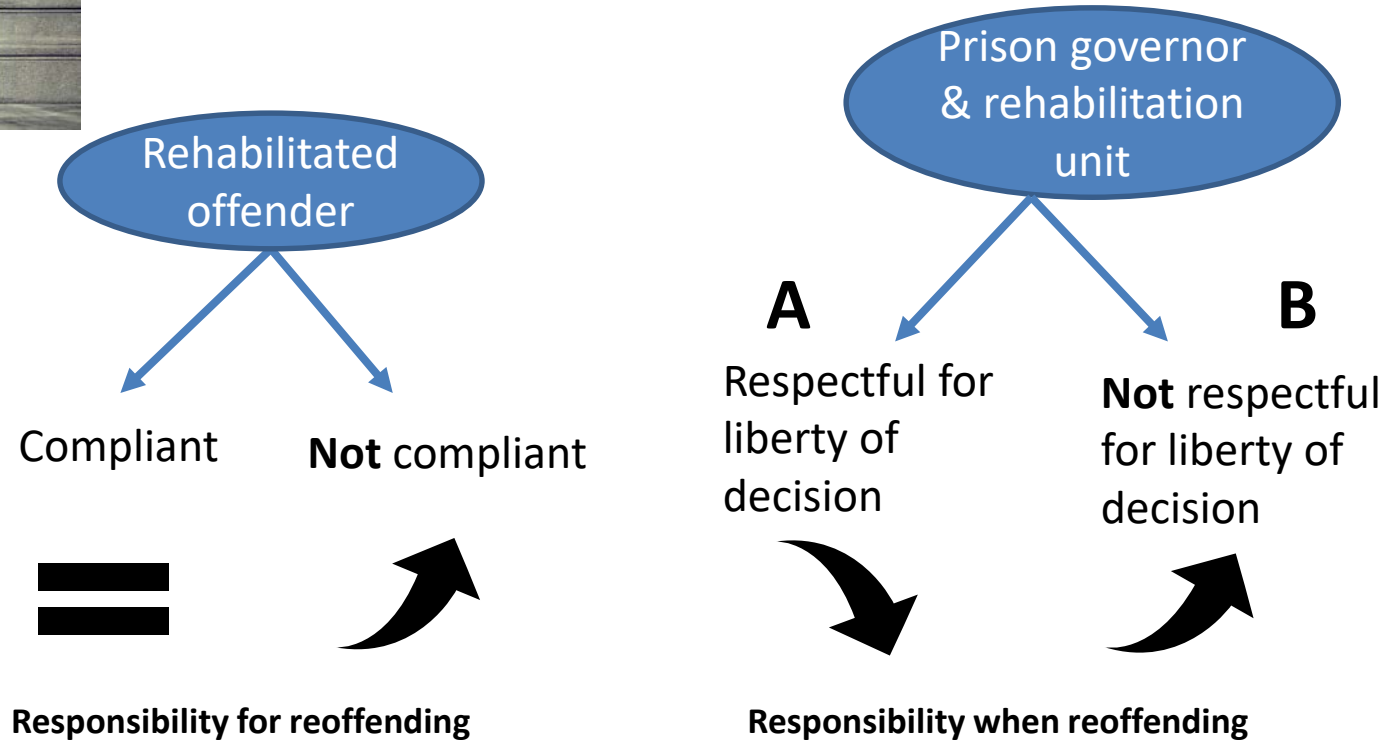 Rehabilitated
offender
Compliant
Not compliant
Responsibility for reoffending
Prison governor
& rehabilitation
unit
A
B
Respectful for
liberty of
decision
Not respectful
for liberty of
decision
Responsibility when reoffending